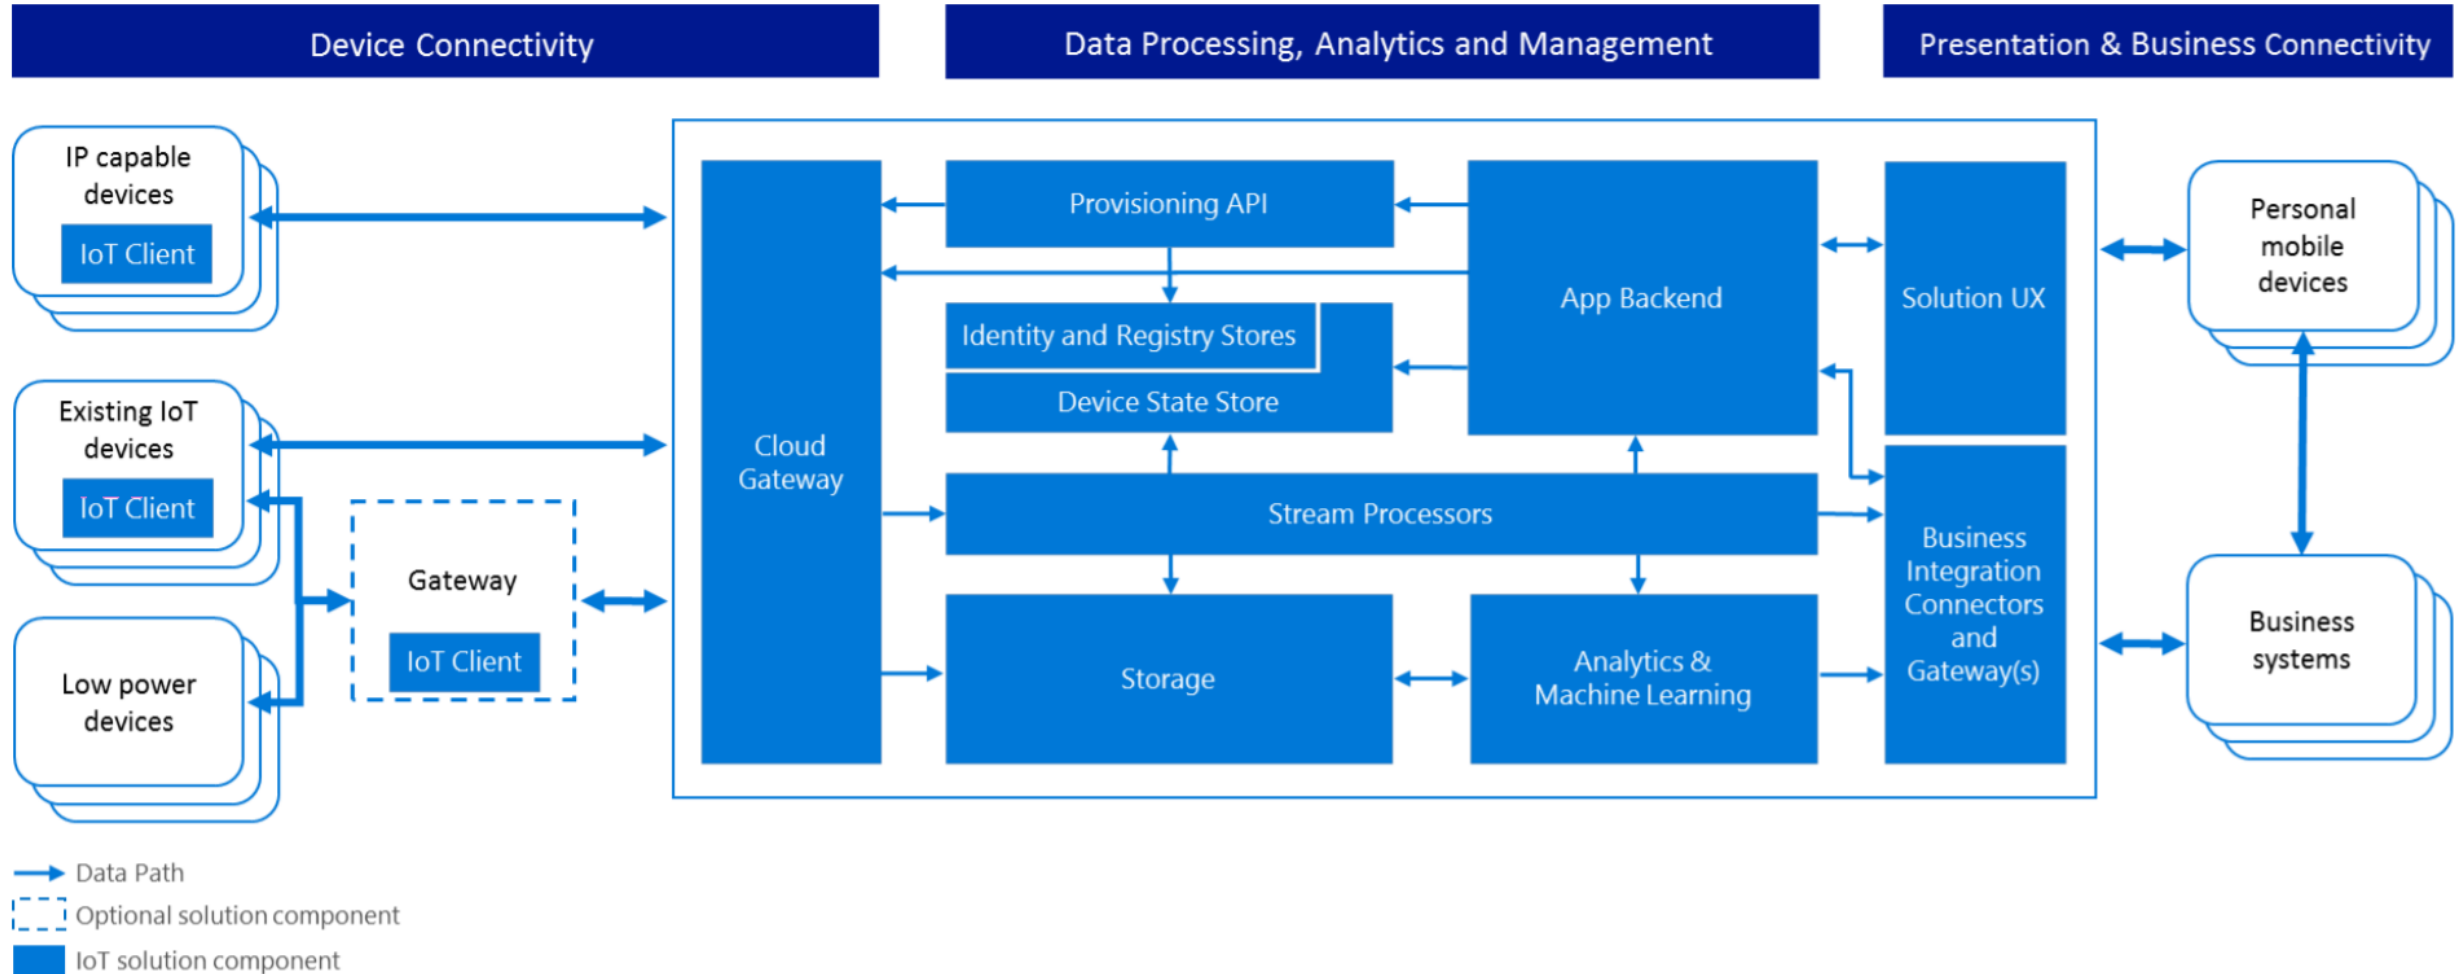 Device Connectivity
Data Processing, Analytics and Management
Presentation & Business Connectivity
IP capable
devices
IoT Client
Existing IoT
devices
IoT Client
Low power
devices
Gateway
IoT Client
Cloud
Gateway
Provisioning API
Identity and Registry Stores
Device State Store
App Backend
Stream Processors
Storage
Analytics &
Machine Learning
Solution UX
Business
Integration
Connectors
and
Gateway(s)
Personal
mobile
devices
Business
systems
Data Path
Optional solution component
IoT solution component